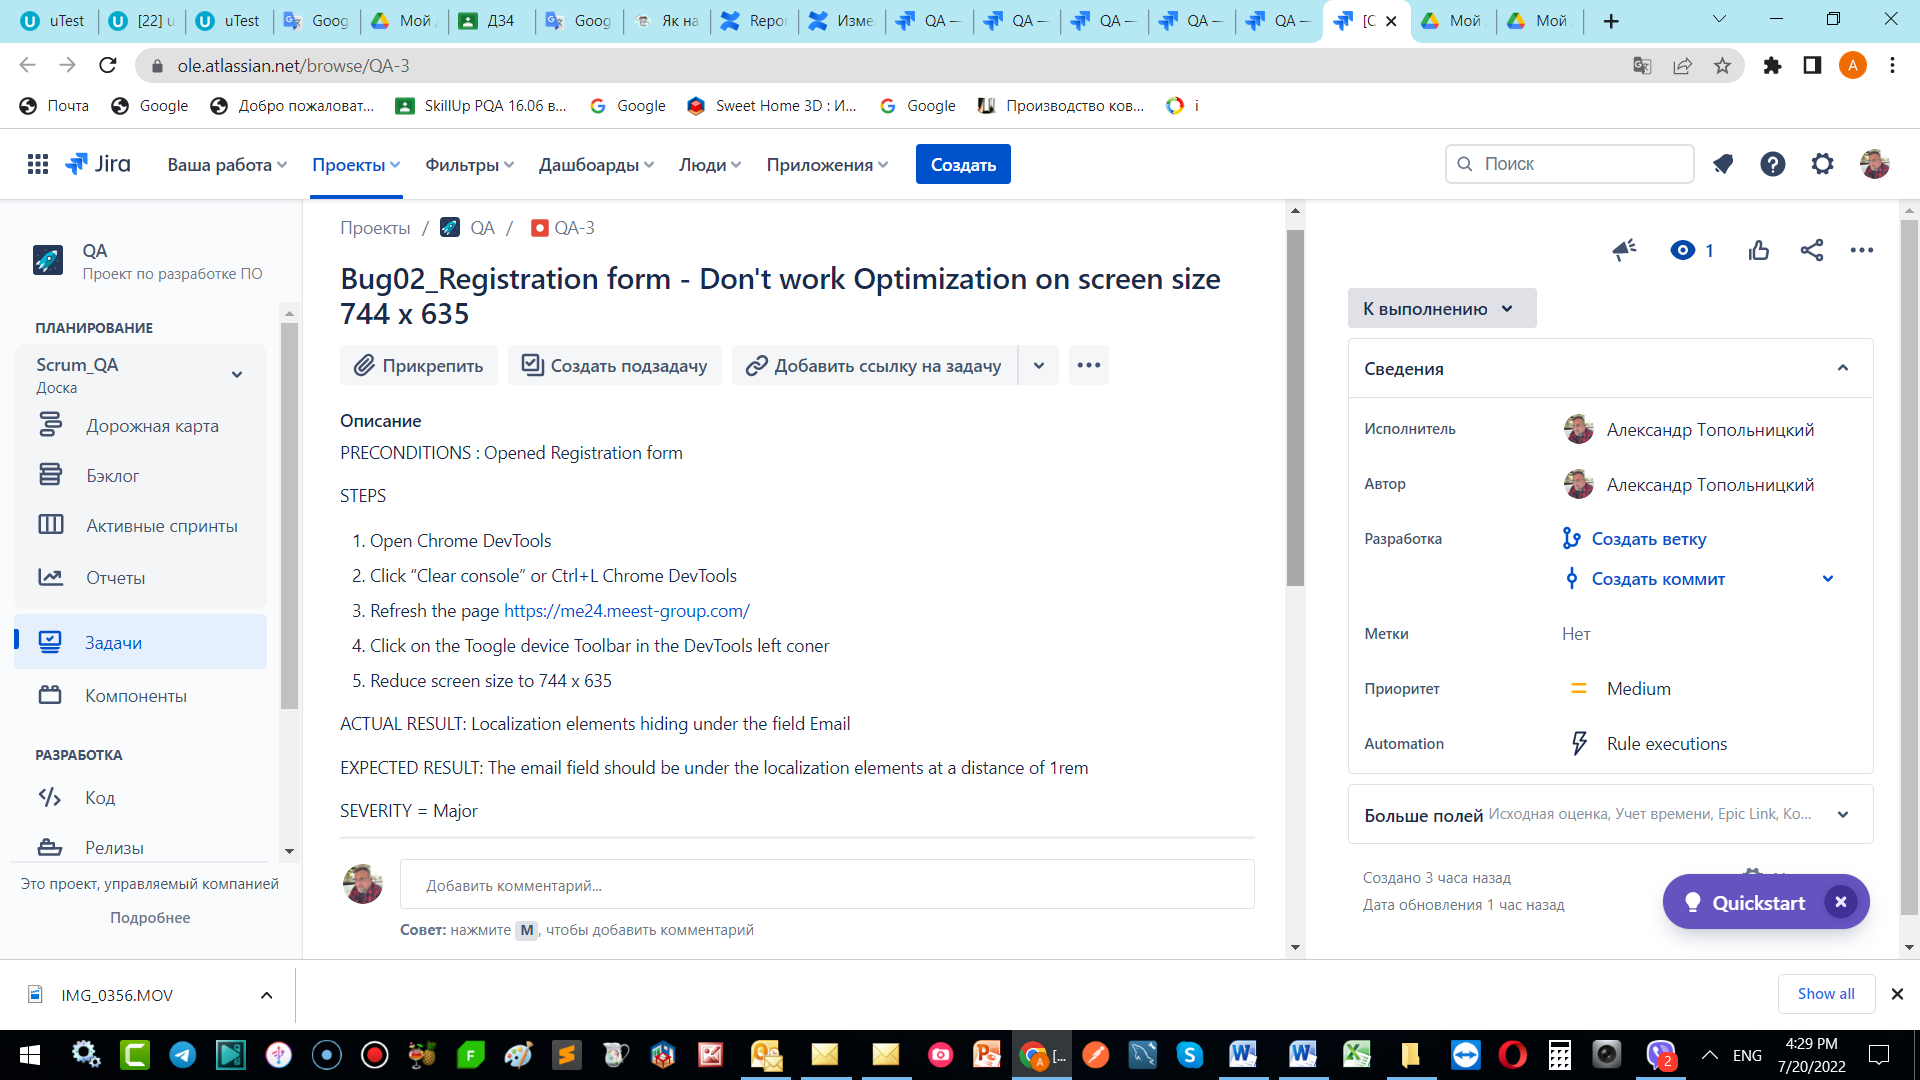 uTest
[22] u
uTest
Goog
Мой
ДЗ4
Goog
Як на
Repo
Изме
QA —
QA —
QA —
QA —
QA —
[C
Мой
Мой
ole.atlassian.net/browse/QA-3
A
Почта
Google
Добро пожаловат...
SkillUp PQA 16.06 в...
Google
Sweet Home 3D : И...
Google
Производство ков...
i
Jira
Ваша работа
Проекты
Фильтры
Дашбоарды
Люди
Приложения
Создать
Поиск
QA
Проект по разработке ПО
ПЛАНИРОВАНИЕ
Scrum_QA
Доска
Дорожная карта
Бэклог
Активные спринты
Отчеты
Задачи
Компоненты
РАЗРАБОТКА
Код
Релизы
Это проект, управляемый компанией
Подробнее
Проекты / QA / QA-3
Bug02_Registration form - Don't work Optimization on screen size
744 x 635
Прикрепить
Создать подзадачу
Добавить ссылку на задачу
Описание
PRECONDITIONS : Opened Registration form
STEPS
1. Open Chrome DevTools
2. Click “Clear console” or Ctrl+L Chrome DevTools
3. Refresh the page https://me24.meest-group.com/
4. Click on the Toogle device Toolbar in the DevTools left coner
5. Reduce screen size to 744 x 635
ACTUAL RESULT: Localization elements hiding under the field Email
EXPECTED RESULT: The email field should be under the localization elements at a distance of 1rem
SEVERITY = Major
Добавить комментарий...
Совет: нажмите M, чтобы добавить комментарий
1
К выполнению
Сведения
Исполнитель
Александр Топольницкий
Автор
Александр Топольницкий
Разработка
Создать ветку
Создать коммит
Метки
Нет
Приоритет
Medium
Automation
Rule executions
Больше полей Исходная оценка, Учет времени, Epic Link, Ко...
Создано 3 часа назад
Дата обновления 1 час назад
Quickstart
IMG_0356.MOV
Show all
[...
2
ENG
4:29 PM
7/20/2022